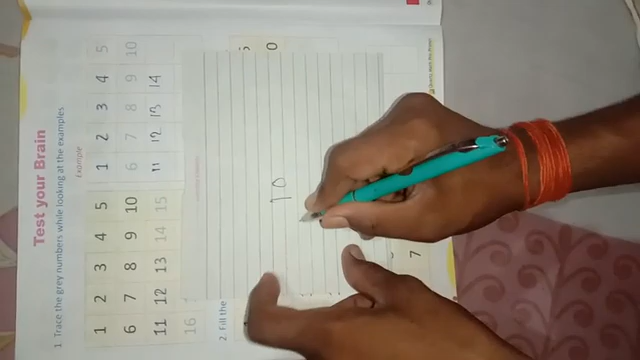 Test your Brain
1 Trace the grey numbers while looking at the examples
Example
1 2 3 4 5 1 2 3 4 5
6 7 8 9 10 6 7 8 9 10
11 12 13 14 15 11 12 13 14
16
2. Fill the
10
7